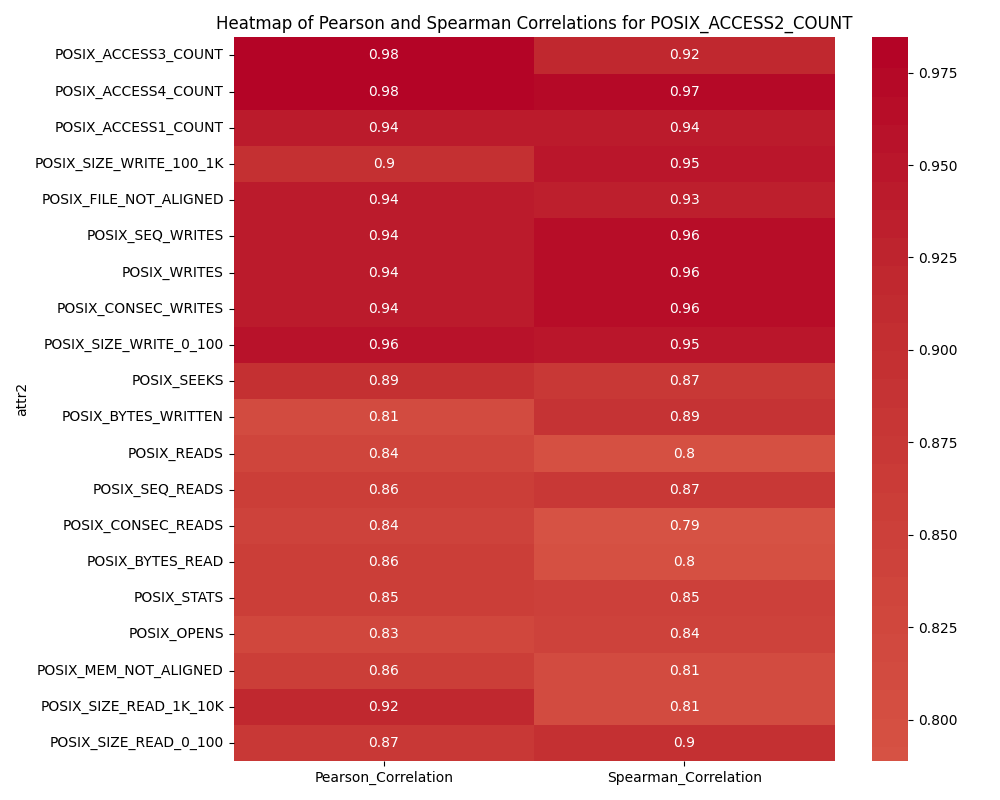 Heatmap of Pearson and Spearman Correlations for POSIX_ACCESS2_COUNT
attr2
POSIX_ACCESS3_COUNT 0.98 0.92
POSIX_ACCESS4_COUNT 0.98 0.97
POSIX_ACCESS1_COUNT 0.94 0.94
POSIX_SIZE_WRITE_100_1K 0.9 0.95
POSIX_FILE_NOT_ALIGNED 0.94 0.93
POSIX_SEQ_WRITES 0.94 0.96
POSIX_WRITES 0.94 0.96
POSIX_CONSEC_WRITES 0.94 0.96
POSIX_SIZE_WRITE_0_100 0.96 0.95
POSIX_SEEKS 0.89 0.87
POSIX_BYTES_WRITTEN 0.81 0.89
POSIX_READS 0.84 0.8
POSIX_SEQ_READS 0.86 0.87
POSIX_CONSEC_READS 0.84 0.79
POSIX_BYTES_READ 0.86 0.8
POSIX_STATS 0.85 0.85
POSIX_OPENS 0.83 0.84
POSIX_MEM_NOT_ALIGNED 0.86 0.81
POSIX_SIZE_READ_1K_10K 0.92 0.81
POSIX_SIZE_READ_0_100 0.87 0.9
Pearson_Correlation Spearman_Correlation
0.975
0.950
0.925
0.900
0.875
0.850
0.825
0.800